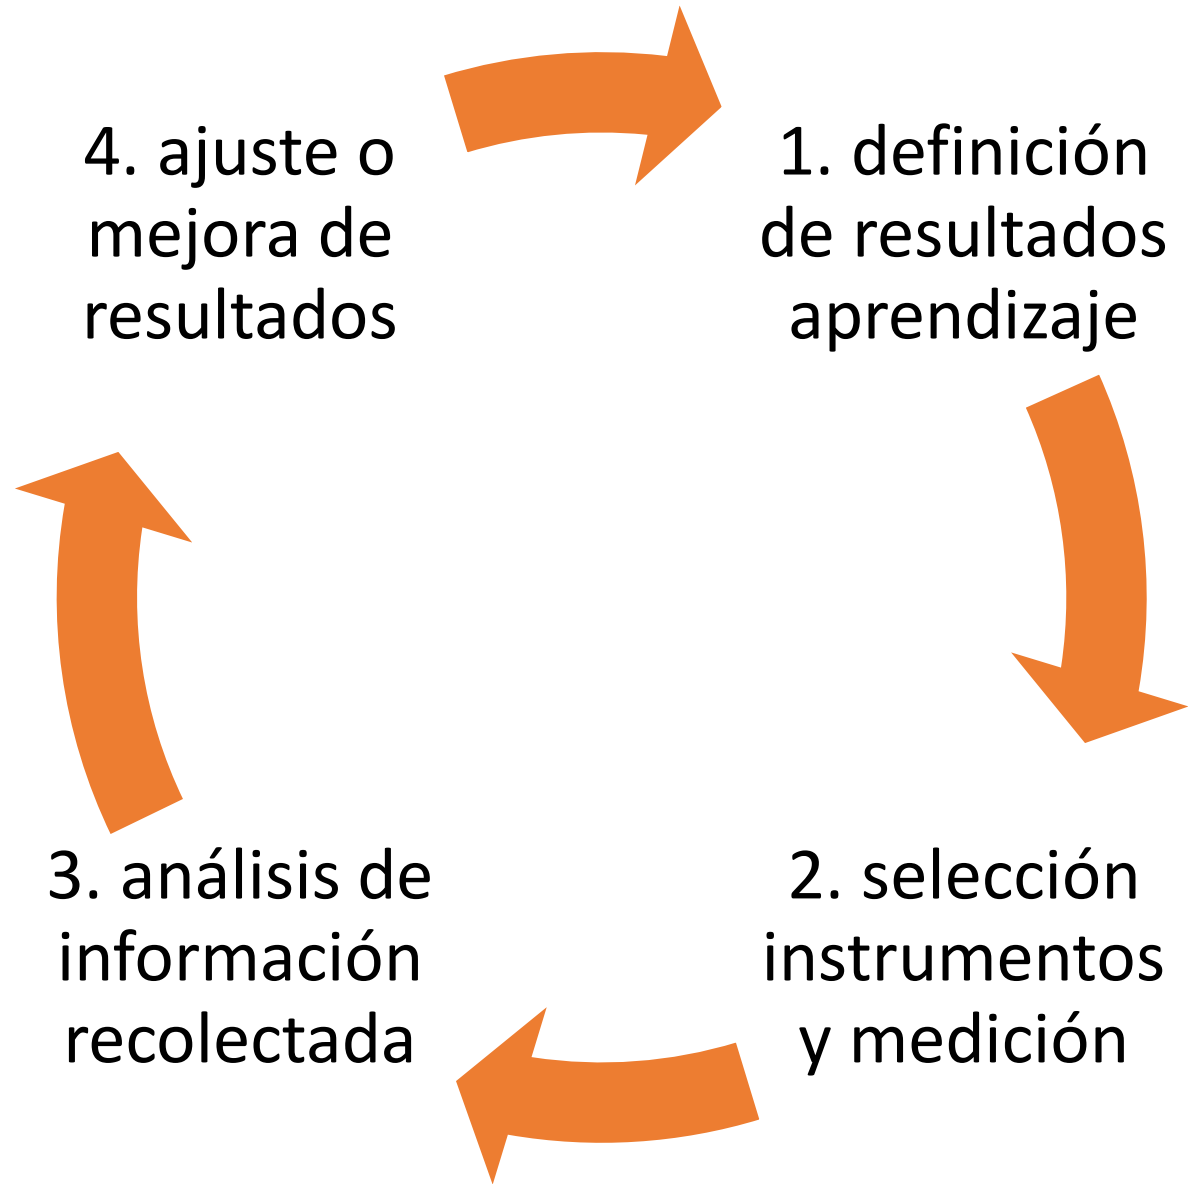 1. definición
de resultados
aprendizaje
2. selección
instrumentos
y medición
3. análisis de
información
recolectada
4. ajuste o
mejora de
resultados